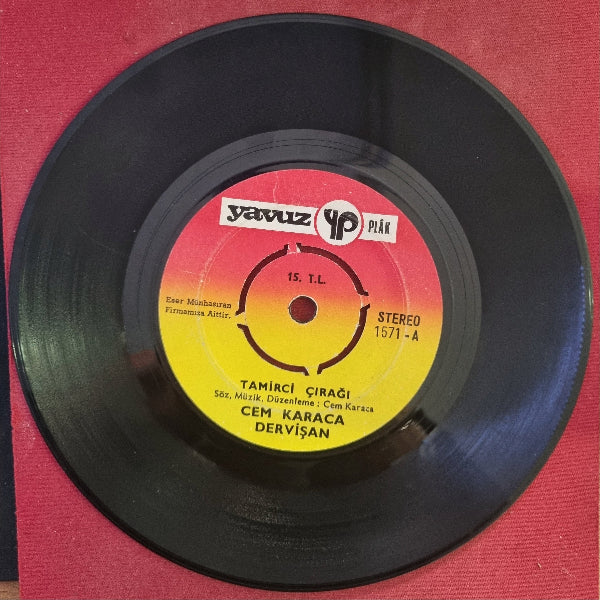 yavuz yp PLÂK
15. T.L.
Eser Münhasıran
Firmamıza Aittir.
STEREO
1571-A
TAMİRCİ ÇIRAĞI
Söz, Müzik, Düzenleme : Cem Karaca
CEM KARACA
DERVİŞAN